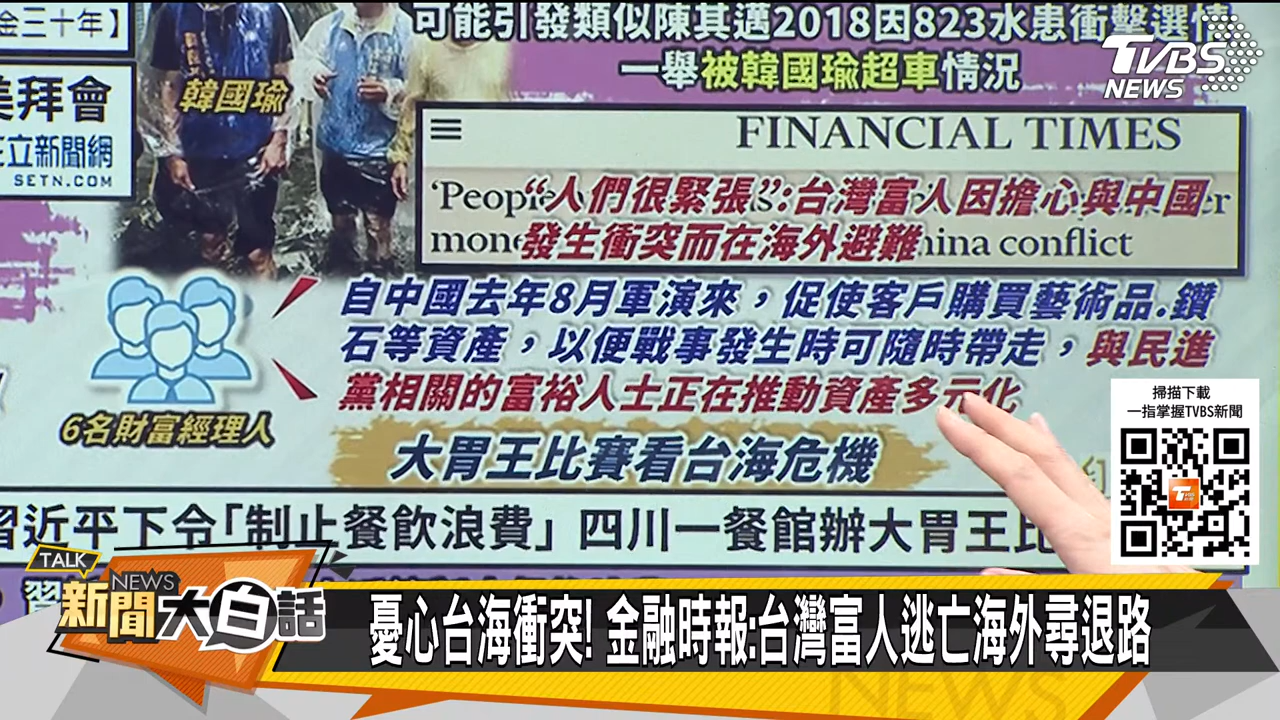 金三十年】
可能引發類似陳其邁2018因823水患衝擊選情
一舉被韓國瑜超車情況
TVBS
NEWS
美拜會
三立新聞網
SETN.COM
韓國瑜
FINANCIAL TIMES
“人們很緊張”:台灣富人因擔心與中國
發生衝突而在海外避難
china conflict
自中國去年8月軍演來，促使客戶購買藝術品.鑽
石等資產，以便戰事發生時可隨時帶走，與民進
黨相關的富裕人士正在推動資產多元化
6名財富經理人
大胃王比賽看台海危機
掃描下載
一指掌握TVBS新聞
習近平下令「制止餐飲浪費」四川一餐館辦大胃王比
TALK
NEWS
新聞大白話
憂心台海衝突! 金融時報:台灣富人逃亡海外尋退路
NEWS